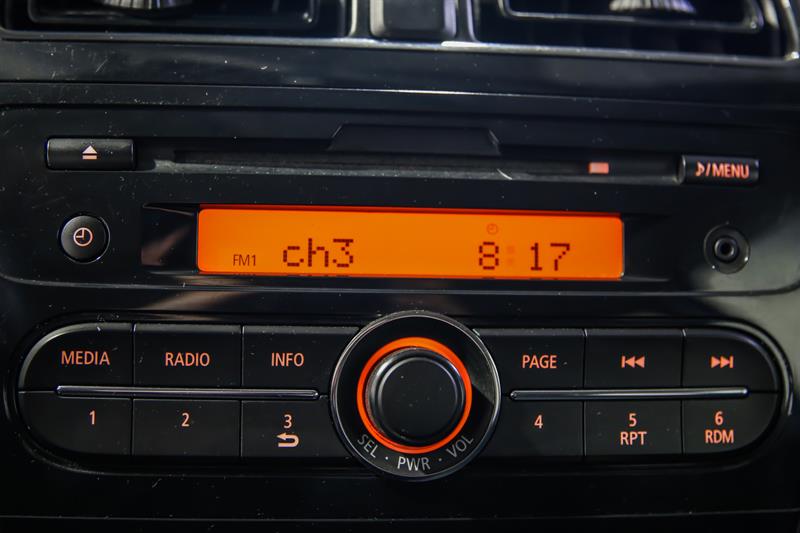 ♪/MENU
FM1 ch3 8:17
MEDIA RADIO INFO PAGE
1 2 3 4 5 6
RPT RDM
SEL · PWR · VOL